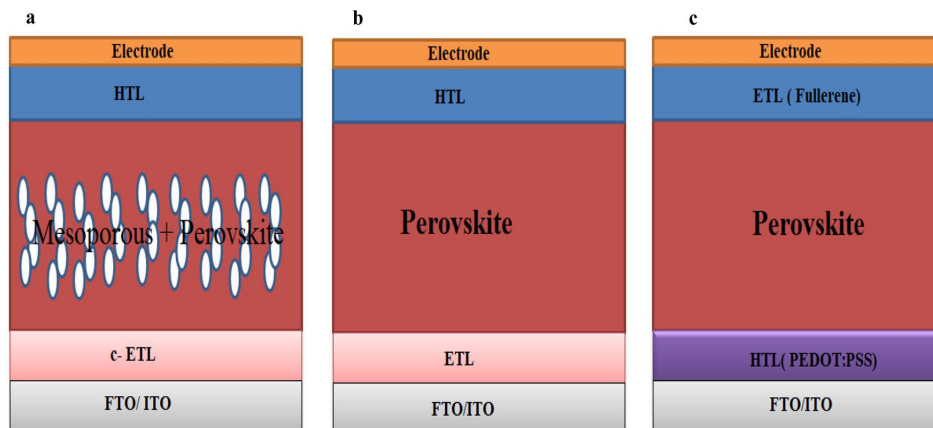 a
Electrode
HTL
Mesoporous + Perovskite
c- ETL
FTO/ ITO
b
Electrode
HTL
Perovskite
ETL
FTO/ITO
c
Electrode
ETL ( Fullerene)
Perovskite
HTL( PEDOT:PSS)
FTO/ITO